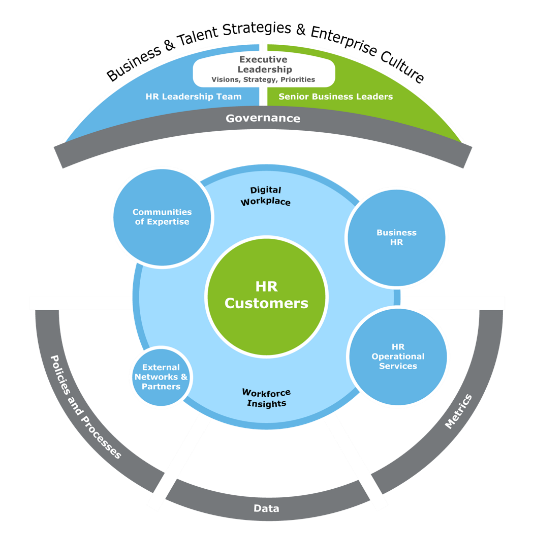 Business & Talent Strategies & Enterprise Culture
Executive
Leadership
Visions, Strategy, Priorities
HR Leadership Team
Senior Business Leaders
Governance
Digital
Workplace
Communities
of Expertise
Business
HR
HR
Customers
HR
Operational
Services
External
Networks &
Partners
Workforce
Insights
Policies and Processes
Data
Metrics